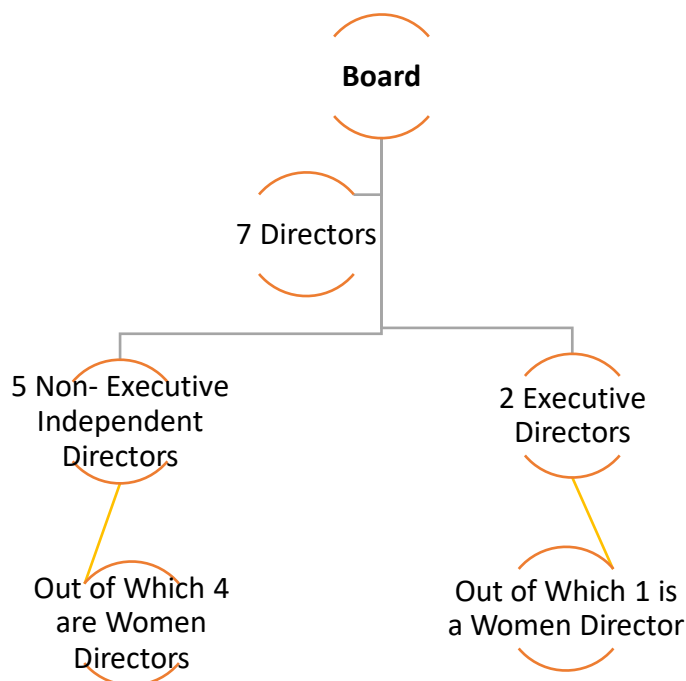 Board
7 Directors
5 Non- Executive
Independent
Directors
2 Executive
Directors
Out of Which 4
are Women
Directors
Out of Which 1 is
a Women Director